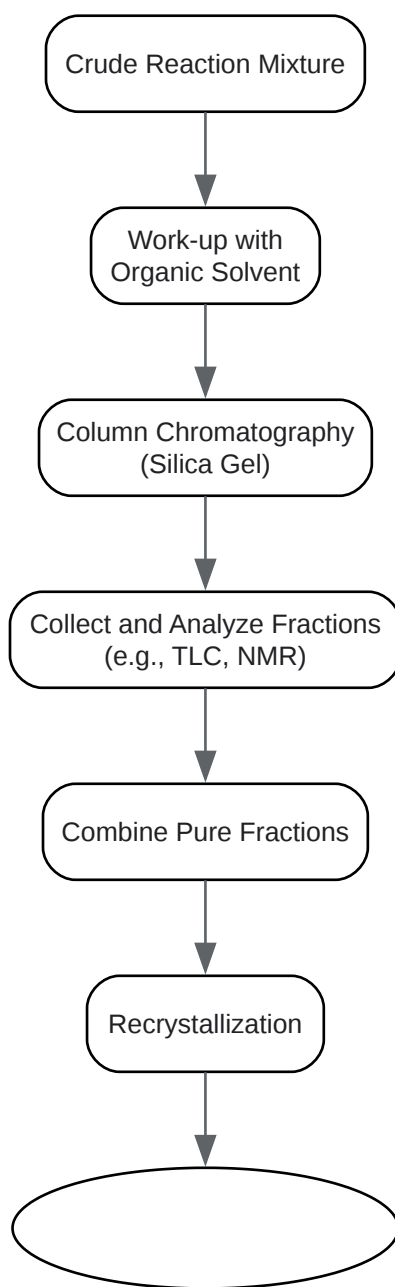 Crude Reaction Mixture
Work-up with
Organic Solvent
Column Chromatography
(Silica Gel)
Collect and Analyze Fractions
(e.g., TLC, NMR)
Combine Pure Fractions
Recrystallization